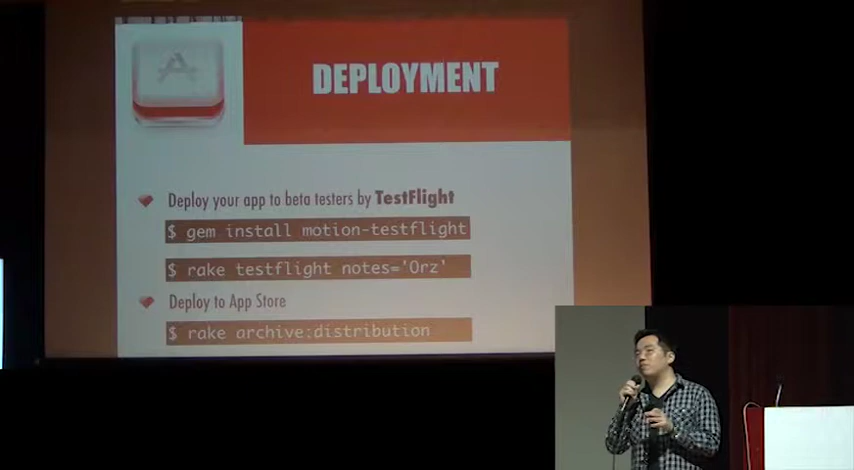 DEPLOYMENT
Deploy your app to beta testers by TestFlight
$ gem install motion-testflight
$ rake testflight notes='Orz'
Deploy to App Store
$ rake archive:distribution